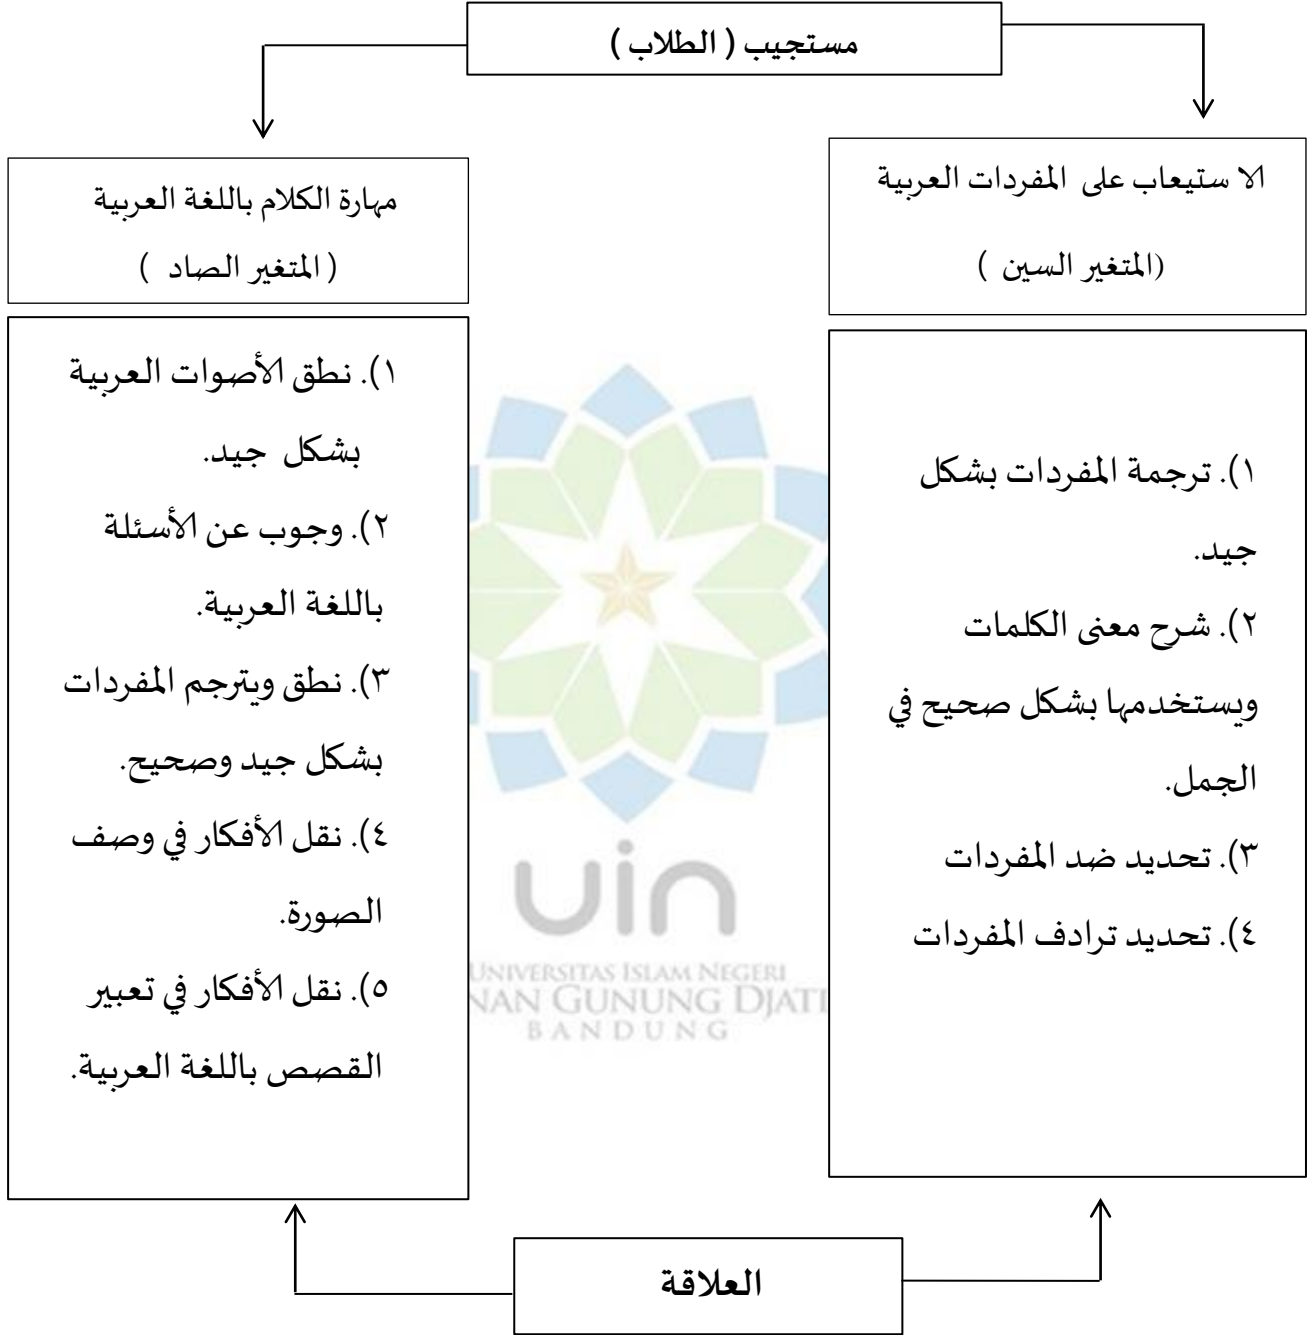 مستجيب ( الطلاب )
الا ستيعاب على المفردات العربية
(المتغير السين )
مهارة الكلام باللغة العربية
( المتغير الصاد )
١). ترجمة المفردات بشكل
جيد.
٢). شرح معنى الكلمات
ويستخدمها بشكل صحيح في
الجمل.
٣). تحديد ضد المفردات
٤). تحديد ترادف المفردات
١). نطق الأصوات العربية
بشكل جيد.
٢). وجوب عن الأسئلة
باللغة العربية.
٣). نطق ويترجم المفردات
بشكل جيد وصحيح.
٤). نقل الأفكار في وصف
الصورة.
٥). نقل الأفكار في تعبير
القصص باللغة العربية.
uin
UNIVERSITAS ISLAM NEGERI
NAN GUNUNG DJATI
BANDUNG
العلاقة